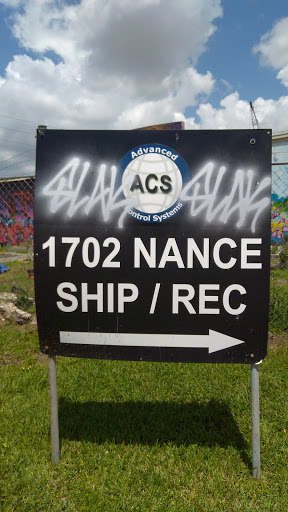 Advanced
ACS
Control Systems
1702 NANCE
SHIP / REC